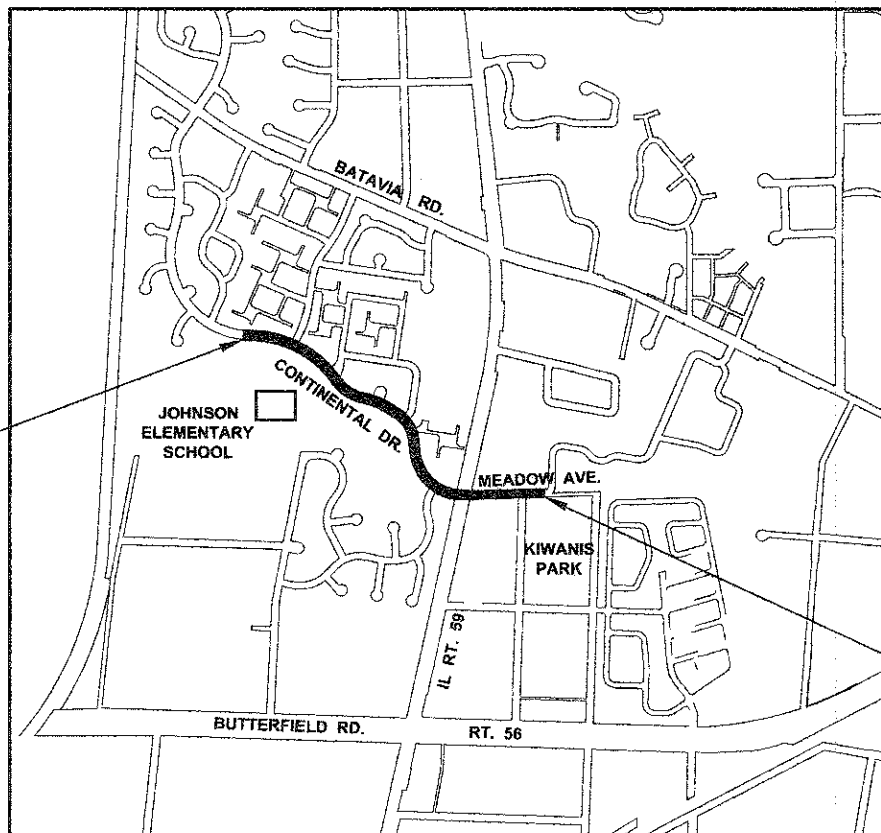 BATAVIA RD.
CONTINENTAL DR.
JOHNSON
ELEMENTARY
SCHOOL
MEADOW AVE.
KIWANIS
PARK
IL RT. 59
BUTTERFIELD RD.
RT. 56